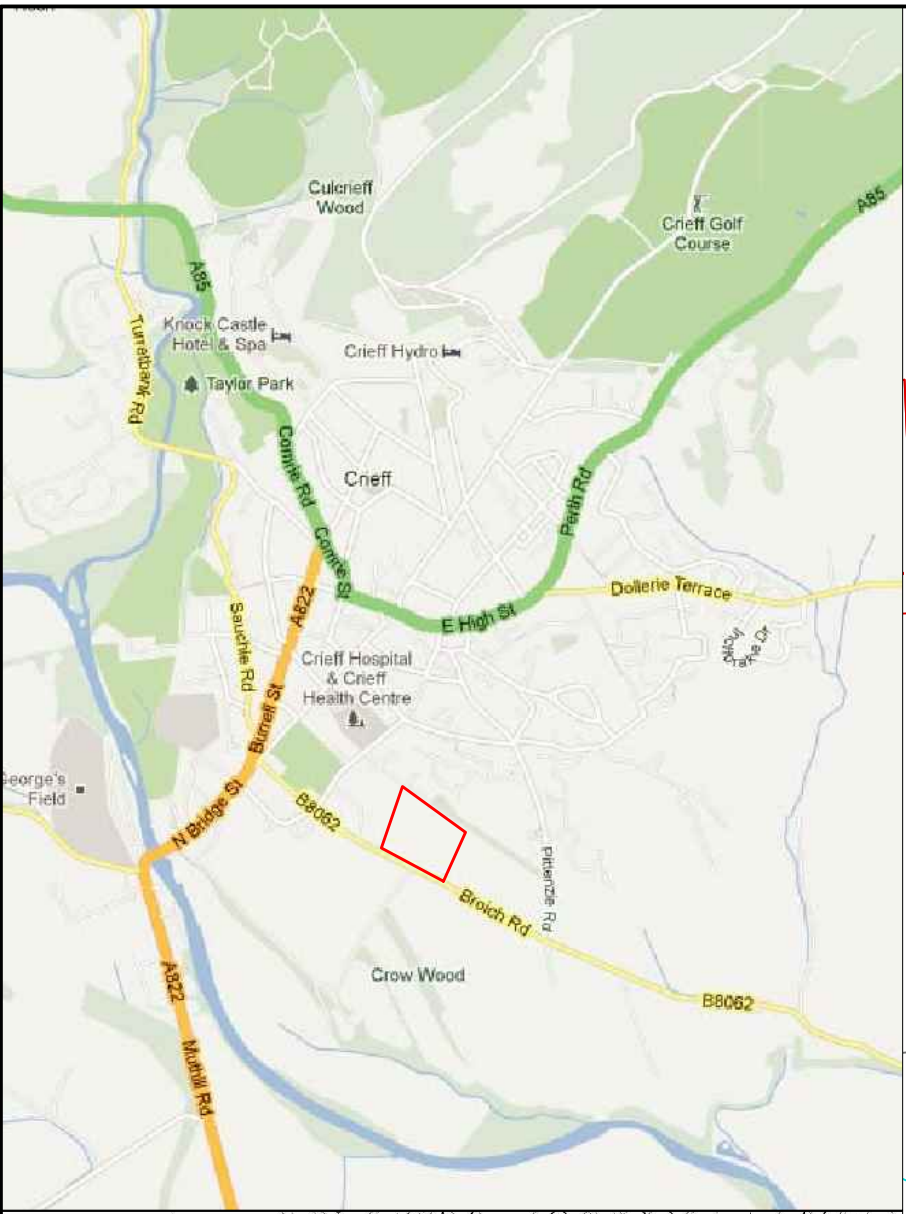 Culcrieff
Wood
Crieff Golf
Course
A85
A85
Knock Castle
Hotel & Spa
Crieff Hydro
Turretbank Rd
Taylor Park
Comrie Rd
Crieff
Perth Rd
Comrie St
A822
Dollerie Terrace
E High St
Sauchie Rd
Crieff Hospital
& Crieff
Health Centre
Burrell St
George's
Field
N Bridge St
B8062
Pittenzie Rd
Broich Rd
Crow Wood
A822
B8062
Muthill Rd